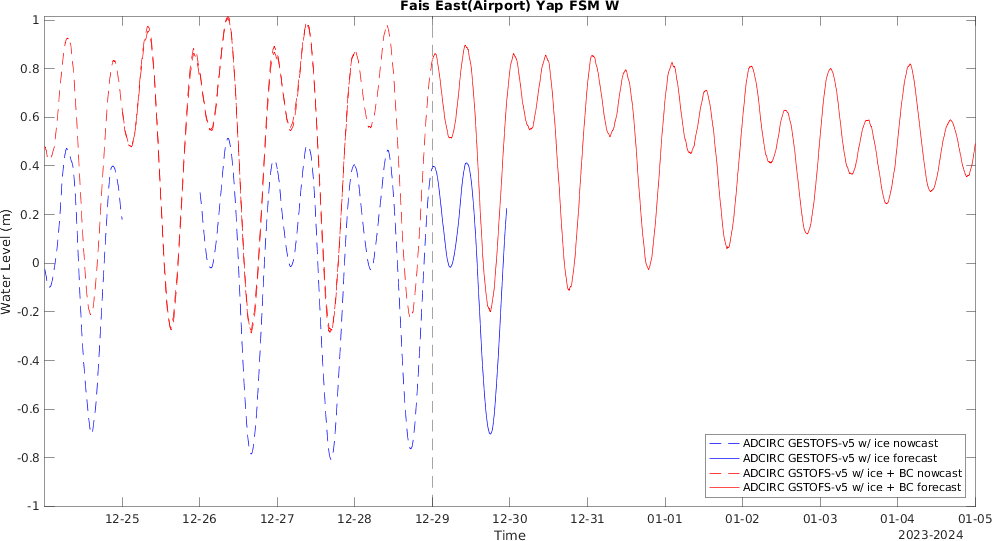 Fais East(Airport) Yap FSM W
1
0.8
0.6
0.4
0.2
0
-0.2
-0.4
-0.6
-0.8
-1
Water Level (m)
ADCIRC GESTOFS-v5 w/ ice nowcast
ADCIRC GESTOFS-v5 w/ ice forecast
ADCIRC GSTOFS-v5 w/ ice + BC nowcast
ADCIRC GSTOFS-v5 w/ ice + BC forecast
12-25 12-26 12-27 12-28 12-29 12-30 12-31 01-01 01-02 01-03 01-04 01-05
Time
2023-2024